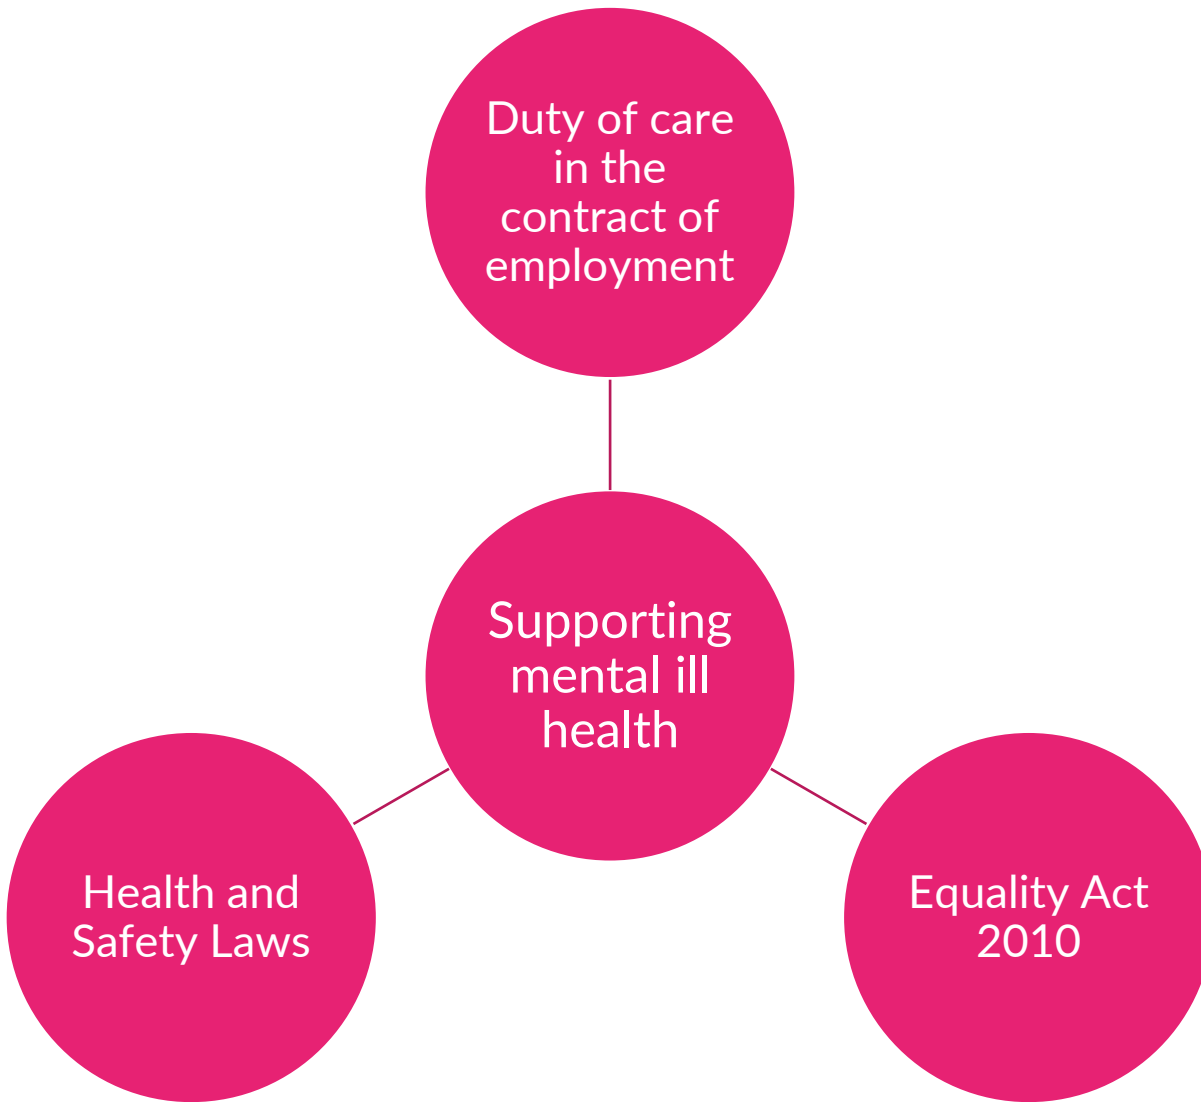 Duty of care
in the
contract of
employment
Supporting
mental ill
health
Health and
Safety Laws
Equality Act
2010